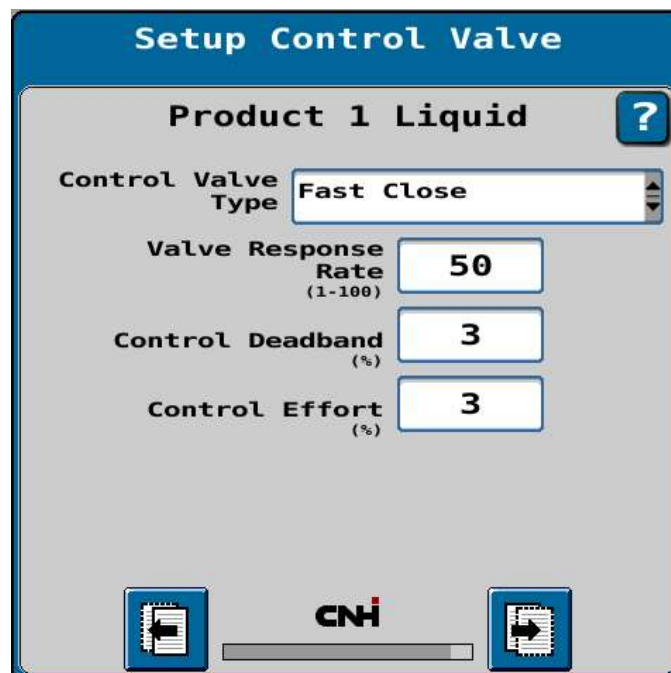 Setup Control Valve
Product 1 Liquid
?
Control Valve
Type
Fast Close
Valve Response
Rate
(1-100)
50
Control Deadband
(%)
3
Control Effort
(%)
3
CNHi